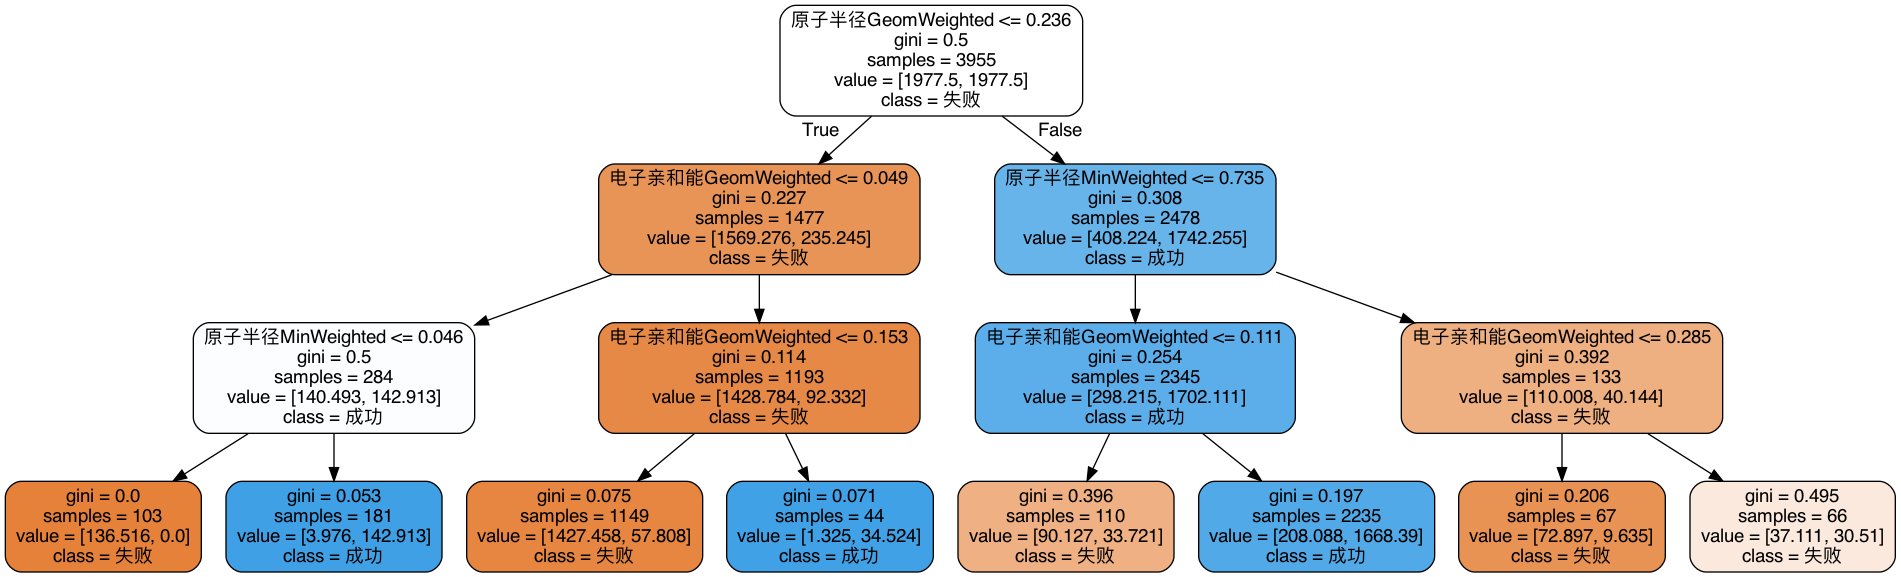 原子半径GeomWeighted <= 0.236
gini = 0.5
samples = 3955
value = [1977.5, 1977.5]
class = 失败
True
False
电子亲和能GeomWeighted <= 0.049
gini = 0.227
samples = 1477
value = [1569.276, 235.245]
class = 失败
原子半径MinWeighted <= 0.735
gini = 0.308
samples = 2478
value = [408.224, 1742.255]
class = 成功
原子半径MinWeighted <= 0.046
gini = 0.5
samples = 284
value = [140.493, 142.913]
class = 成功
电子亲和能GeomWeighted <= 0.153
gini = 0.114
samples = 1193
value = [1428.784, 92.332]
class = 失败
电子亲和能GeomWeighted <= 0.111
gini = 0.254
samples = 2345
value = [298.215, 1702.111]
class = 成功
电子亲和能GeomWeighted <= 0.285
gini = 0.392
samples = 133
value = [110.008, 40.144]
class = 失败
gini = 0.0
samples = 103
value = [136.516, 0.0]
class = 失败
gini = 0.053
samples = 181
value = [3.976, 142.913]
class = 成功
gini = 0.075
samples = 1149
value = [1427.458, 57.808]
class = 失败
gini = 0.071
samples = 44
value = [1.325, 34.524]
class = 成功
gini = 0.396
samples = 110
value = [90.127, 33.721]
class = 失败
gini = 0.197
samples = 2235
value = [208.088, 1668.39]
class = 成功
gini = 0.206
samples = 67
value = [72.897, 9.635]
class = 失败
gini = 0.495
samples = 66
value = [37.111, 30.51]
class = 失败